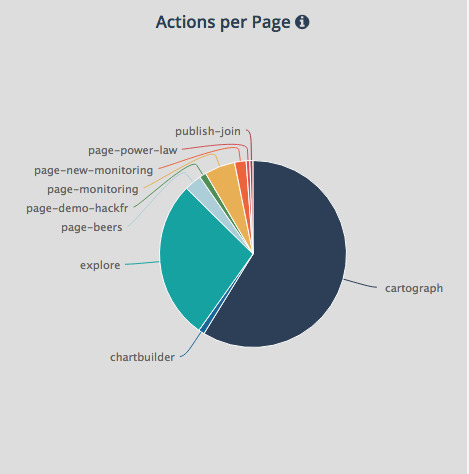 Actions per Page
publish-join
page-power-law
page-new-monitoring
page-monitoring
page-demo-hackfr
page-beers
explore
cartograph
chartbuilder